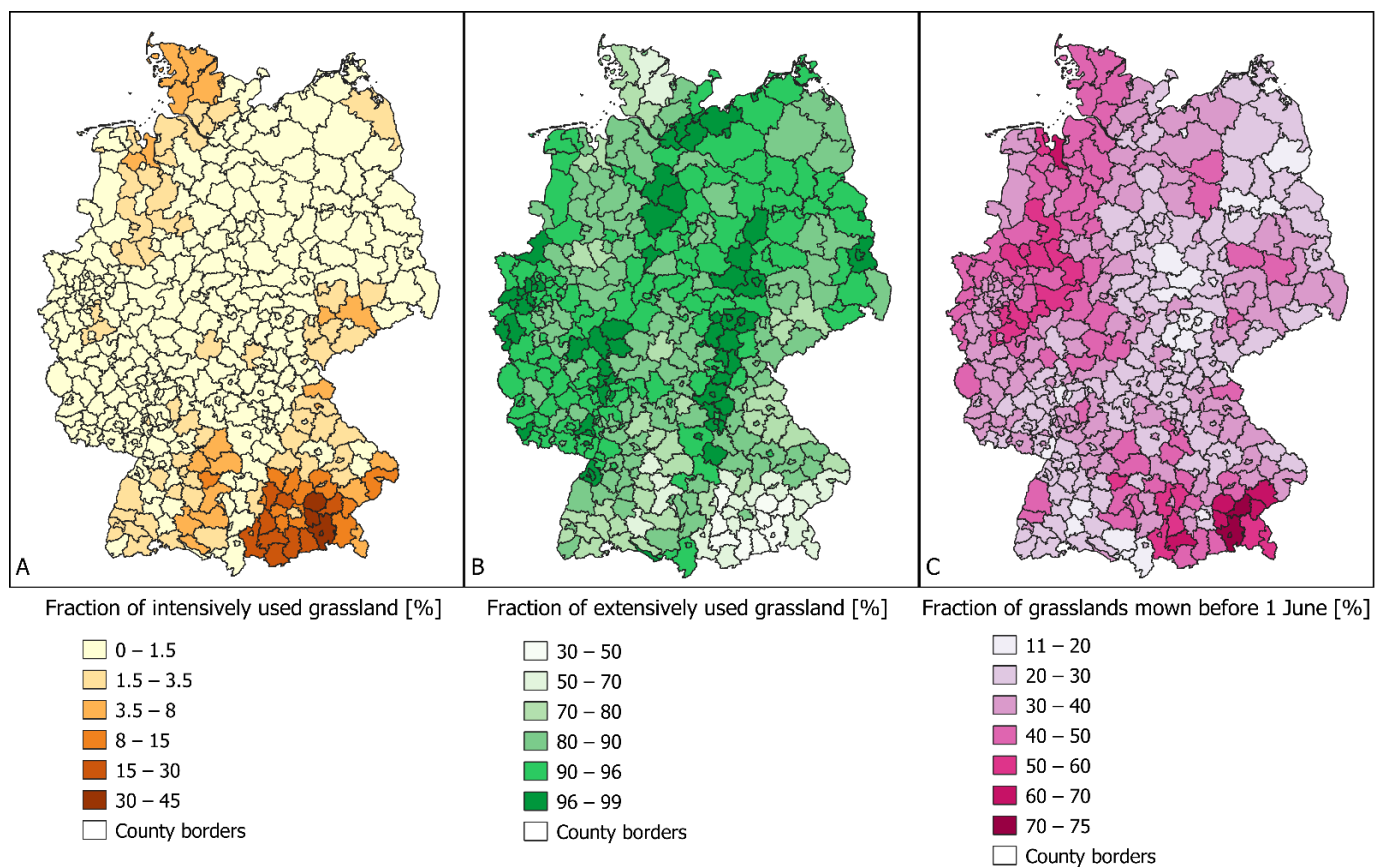 A
B
C
Fraction of intensively used grassland [%]
0 – 1.5
1.5 – 3.5
3.5 – 8
8 – 15
15 – 30
30 – 45
County borders
Fraction of extensively used grassland [%]
30 – 50
50 – 70
70 – 80
80 – 90
90 – 96
96 – 99
County borders
Fraction of grasslands mown before 1 June [%]
11 – 20
20 – 30
30 – 40
40 – 50
50 – 60
60 – 70
70 – 75
County borders